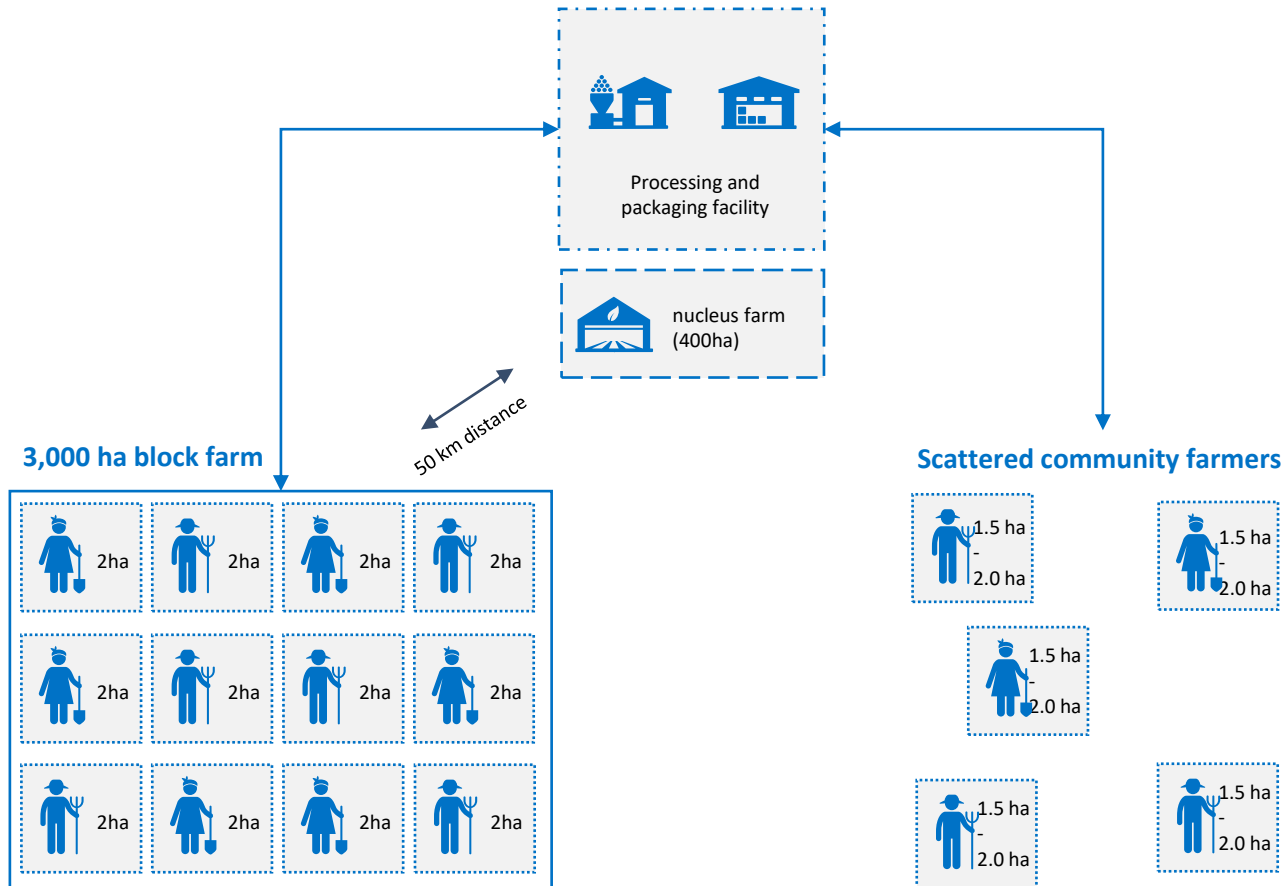 Processing and
packaging facility
nucleus farm
(400ha)
50 km distance
3,000 ha block farm
2ha
2ha
2ha
2ha
2ha
2ha
2ha
2ha
2ha
2ha
2ha
2ha
Scattered community farmers
1.5 ha
-
2.0 ha
1.5 ha
-
2.0 ha
1.5 ha
-
2.0 ha
1.5 ha
-
2.0 ha
1.5 ha
-
2.0 ha